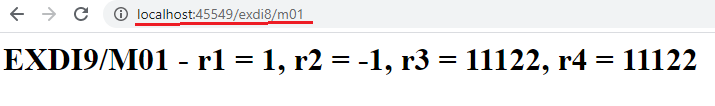 localhost:45549/exdi8/m01
EXDI9/M01 - r1 = 1, r2 = -1, r3 = 11122, r4 = 11122